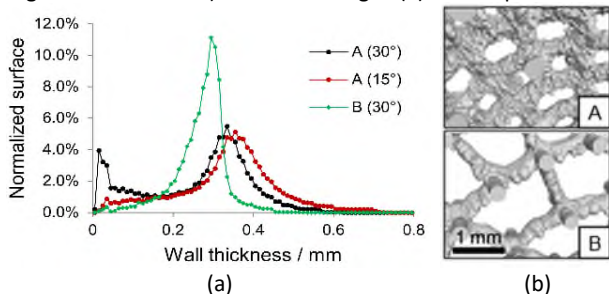 12.0%
10.0%
8.0%
6.0%
4.0%
2.0%
0.0%
Normalized surface
A (30°)
A (15°)
B (30°)
0 0.2 0.4 0.6 0.8
Wall thickness / mm
(a)
A
B
1 mm
(b)